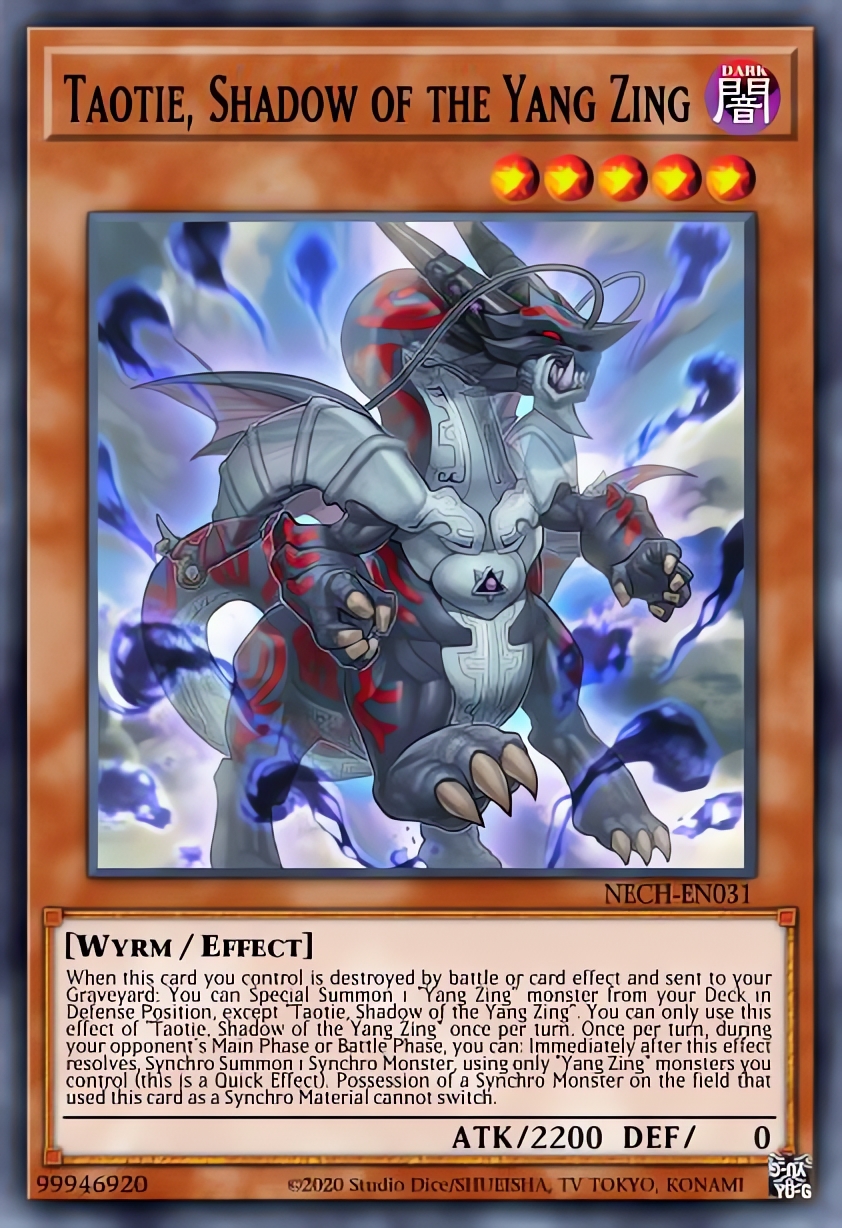 TAOTIE, SHADOW OF THE YANG ZING
DARK
闇
NECH-EN031
[WYRM / EFFECT]
When this card you control is destroyed by battle or card effect and sent to your
Graveyard: You can Special Summon 1 "Yang Zing" monster from your Deck in
Defense Position, except "Taotie, Shadow of the Yang Zing". You can only use this
effect of "Taotie, Shadow of the Yang Zing" once per turn. Once per turn, during
your opponent's Main Phase or Battle Phase, you can: Immediately after this effect
resolves, Synchro Summon 1 Synchro Monster, using only "Yang Zing" monsters you
control (this is a Quick Effect). Possession of a Synchro Monster on the field that
used this card as a Synchro Material cannot switch.
ATK/2200 DEF/ 0
99946920
©2020 Studio Dice/SHUEISHA, TV TOKYO, KONAMI